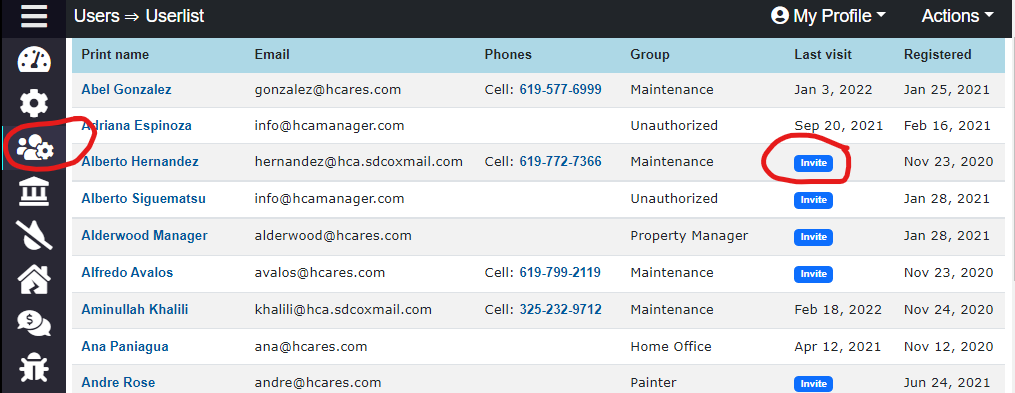 Users ⇒ Userlist My Profile Actions
Print name Email Phones Group Last visit Registered
Abel Gonzalez gonzalez@hcares.com Cell: 619-577-6999 Maintenance Jan 3, 2022 Jan 25, 2021
Adriana Espinoza info@hcamanager.com Unauthorized Sep 20, 2021 Feb 16, 2021
Alberto Hernandez hernandez@hca.sdcoxmail.com Cell: 619-772-7366 Maintenance Invite Nov 23, 2020
Alberto Siguematsu info@hcamanager.com Unauthorized Invite Jan 28, 2021
Alderwood Manager alderwood@hcares.com Property Manager Invite Jan 28, 2021
Alfredo Avalos avalos@hcares.com Cell: 619-799-2119 Maintenance Invite Nov 23, 2020
Aminullah Khalili khalili@hca.sdcoxmail.com Cell: 325-232-9712 Maintenance Feb 18, 2022 Nov 24, 2020
Ana Paniagua ana@hcares.com Home Office Apr 12, 2021 Nov 12, 2020
Andre Rose andre@hcares.com Painter Invite Jun 24, 2021